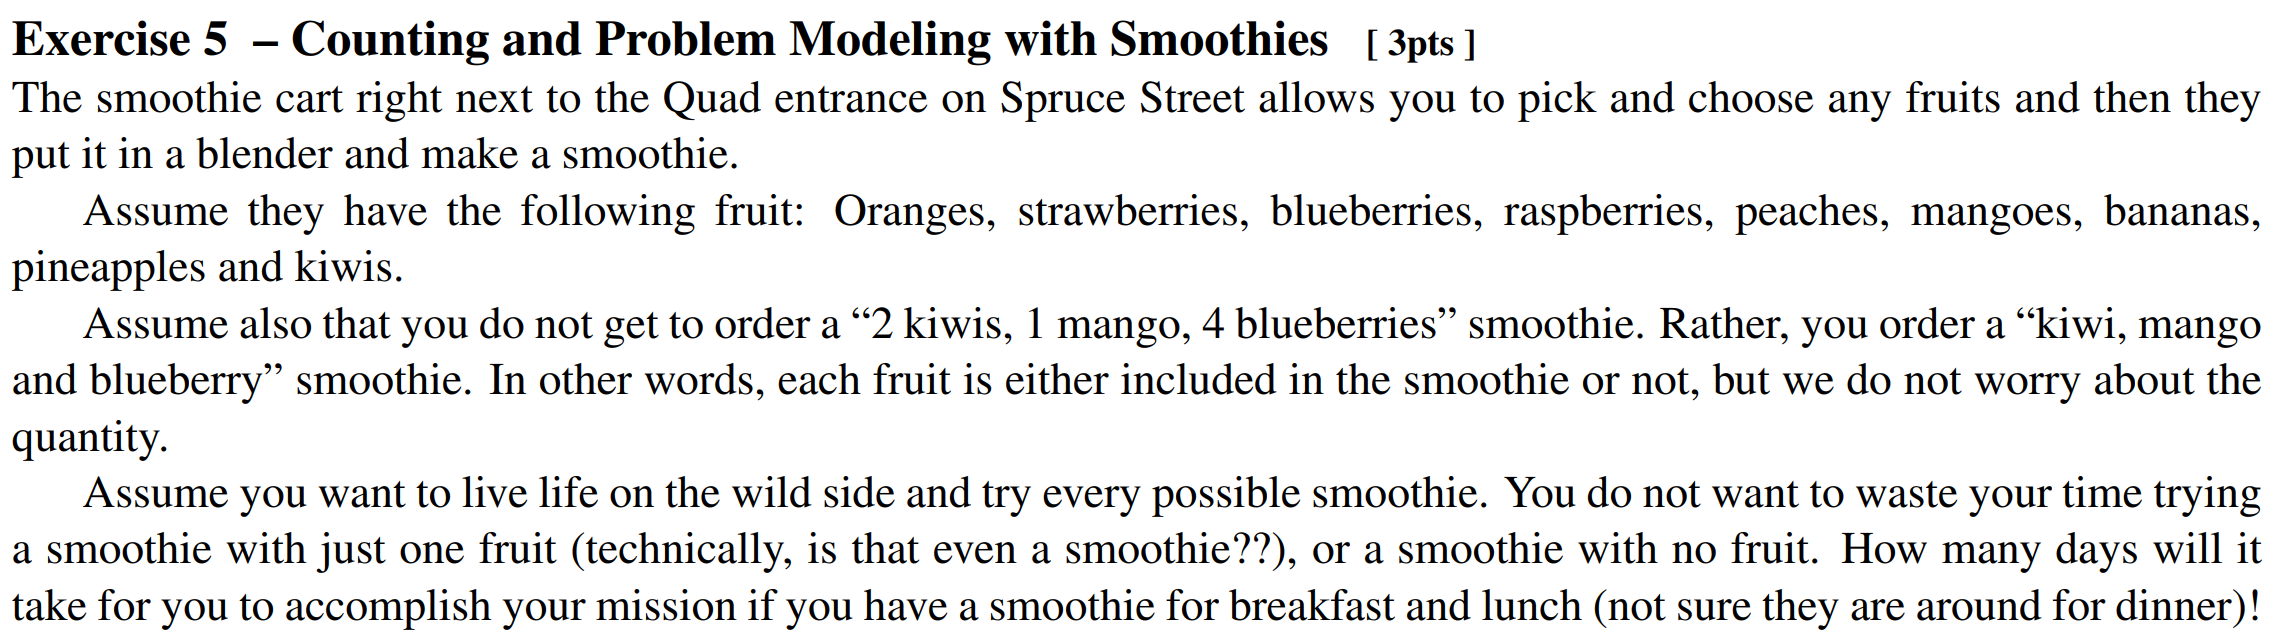 Exercise 5 – Counting and Problem Modeling with Smoothies [ 3pts ]
The smoothie cart right next to the Quad entrance on Spruce Street allows you to pick and choose any fruits and then they
put it in a blender and make a smoothie.
Assume they have the following fruit: Oranges, strawberries, blueberries, raspberries, peaches, mangoes, bananas,
pineapples and kiwis.
Assume also that you do not get to order a “2 kiwis, 1 mango, 4 blueberries” smoothie. Rather, you order a “kiwi, mango
and blueberry” smoothie. In other words, each fruit is either included in the smoothie or not, but we do not worry about the
quantity.
Assume you want to live life on the wild side and try every possible smoothie. You do not want to waste your time trying
a smoothie with just one fruit (technically, is that even a smoothie??), or a smoothie with no fruit. How many days will it
take for you to accomplish your mission if you have a smoothie for breakfast and lunch (not sure they are around for dinner)!